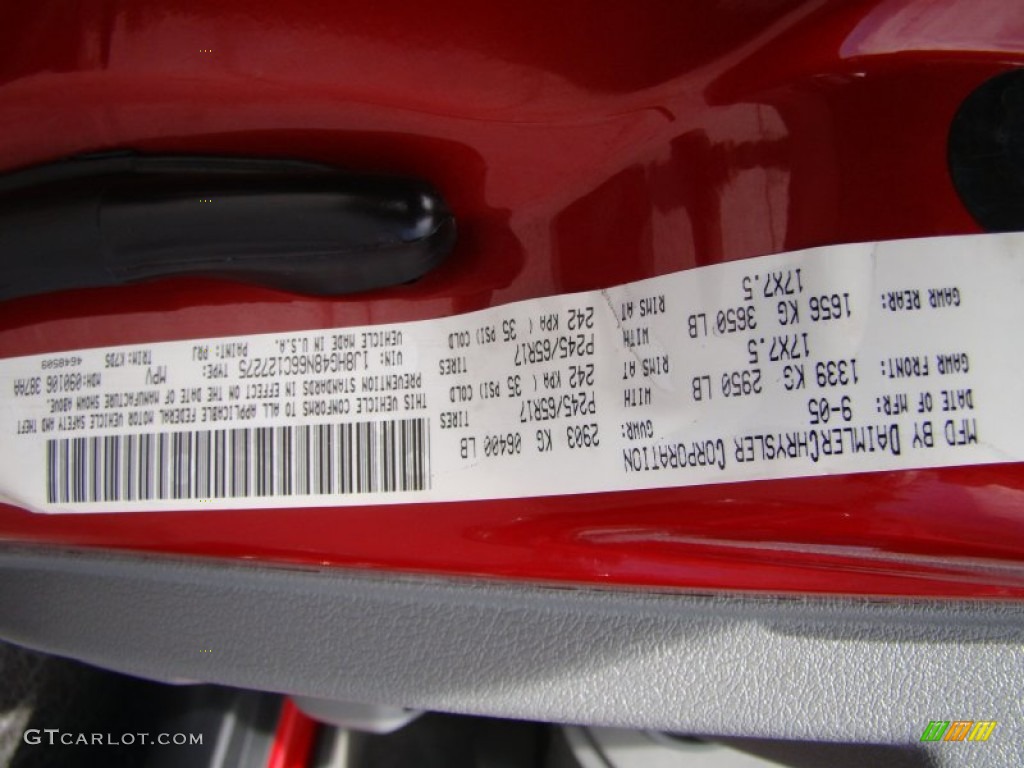 MFD BY DAIMLERCHRYSLER CORPORATION
DATE OF MFR: 9-05 GWWR: 2903 KG 06400 LB
GAWR FRONT: 1339 KG 2950 LB WITH P245/65R17 TIRES
17X7.5 RIMS AT 242 KPA ( 35 PSI) COLD
GAWR REAR: 1656 KG 3650 LB WITH P245/65R17 TIRES
17X7.5 RIMS AT 242 KPA ( 35 PSI) COLD
THIS VEHICLE CONFORMS TO ALL APPLICABLE FEDERAL MOTOR VEHICLE SAFETY AND THEFT
PREVENTION STANDARDS IN EFFECT ON THE DATE OF MANUFACTURE SHOWN ABOVE.
VIN: 1J8HG48N66C127275 TYPE: MPV MDH:090106
VEHICLE MADE IN U.S.A. PAINT: PRJ TRIM: K7D5 4648509
GTCARLOT.COM